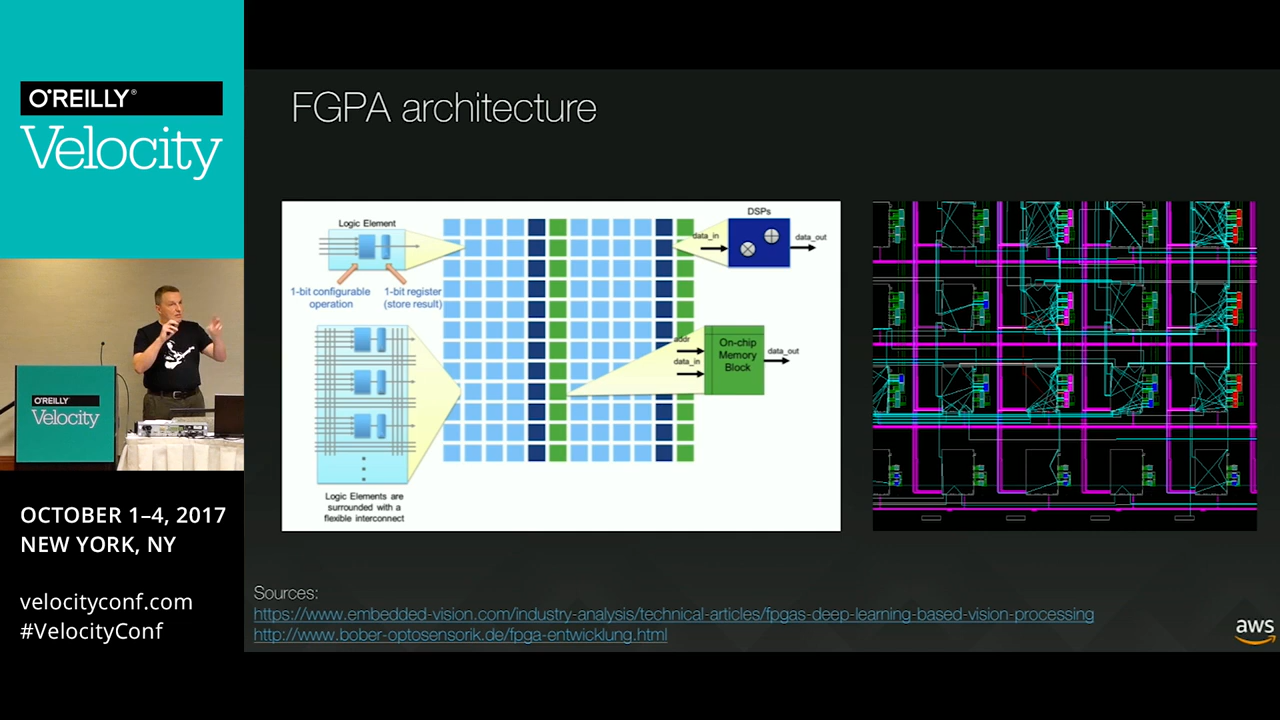 O'REILLY®
Velocity
O'REILLY®
Velocity
OCTOBER 1–4, 2017
NEW YORK, NY
velocityconf.com
#VelocityConf
FGPA architecture
Logic Element
1-bit configurable
operation
1-bit register
(store result)
Logic Elements are
surrounded with a
flexible interconnect
DSPs
data_in
data_out
addr
data_in
On-chip
Memory
Block
data_out
Sources:
https://www.embedded-vision.com/industry-analysis/technical-articles/fpgas-deep-learning-based-vision-processing
http://www.bober-optosensorik.de/fpga-entwicklung.html
aws